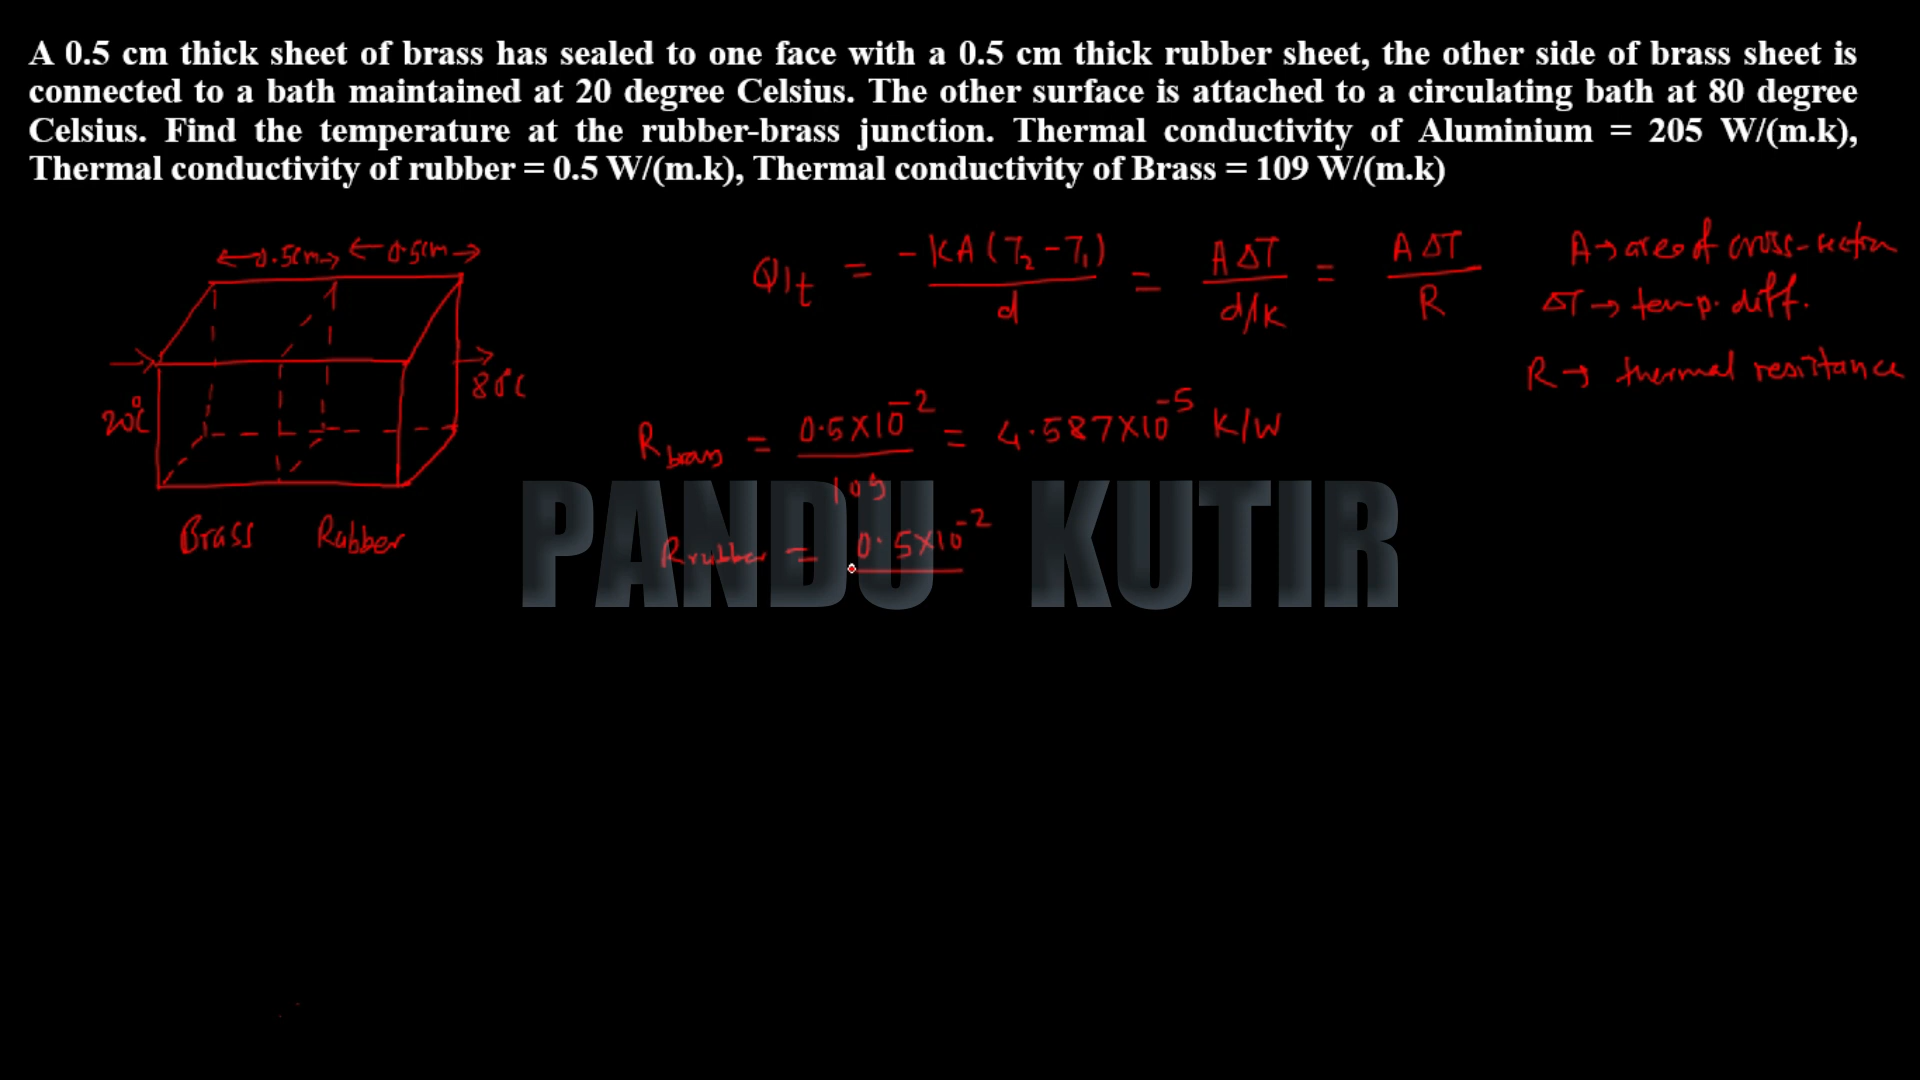 A 0.5 cm thick sheet of brass has sealed to one face with a 0.5 cm thick rubber sheet, the other side of brass sheet is
connected to a bath maintained at 20 degree Celsius. The other surface is attached to a circulating bath at 80 degree
Celsius. Find the temperature at the rubber-brass junction. Thermal conductivity of Aluminium = 205 W/(m.k),
Thermal conductivity of rubber = 0.5 W/(m.k), Thermal conductivity of Brass = 109 W/(m.k)
0.5cm 0.5cm
20°C
80°C
Brass Rubber
Q/t = -KA(T₂-T₁)/d = AΔT/(d/k) = AΔT/R
A→area of cross-section
ΔT→temp. diff.
R→ thermal resistance
R brass = 0.5×10⁻²/109 = 4.587×10⁻⁵ K/W
R rubber = 0.5×10⁻²
PANDU KUTIR